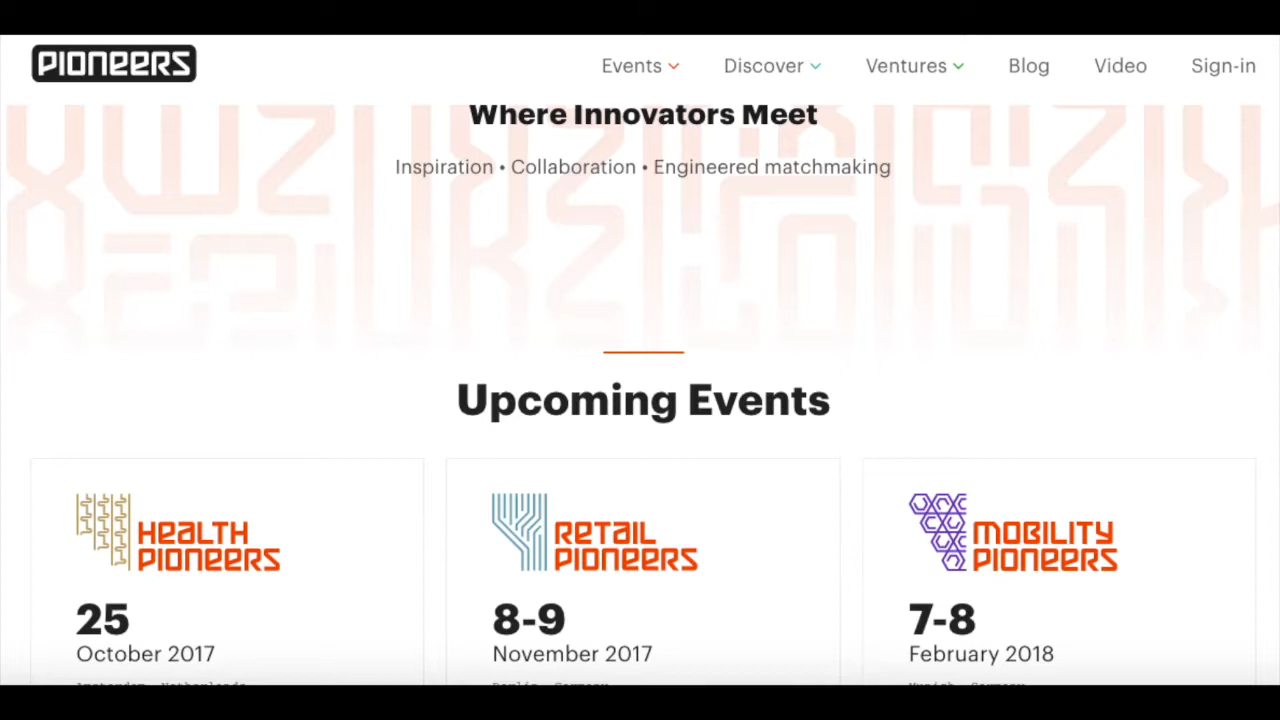 PIONEERS
Events Discover Ventures Blog Video Sign-in
Where Innovators Meet
Inspiration • Collaboration • Engineered matchmaking
Upcoming Events
HEALTH PIONEERS
25
October 2017
RETAIL PIONEERS
8-9
November 2017
MOBILITY PIONEERS
7-8
February 2018